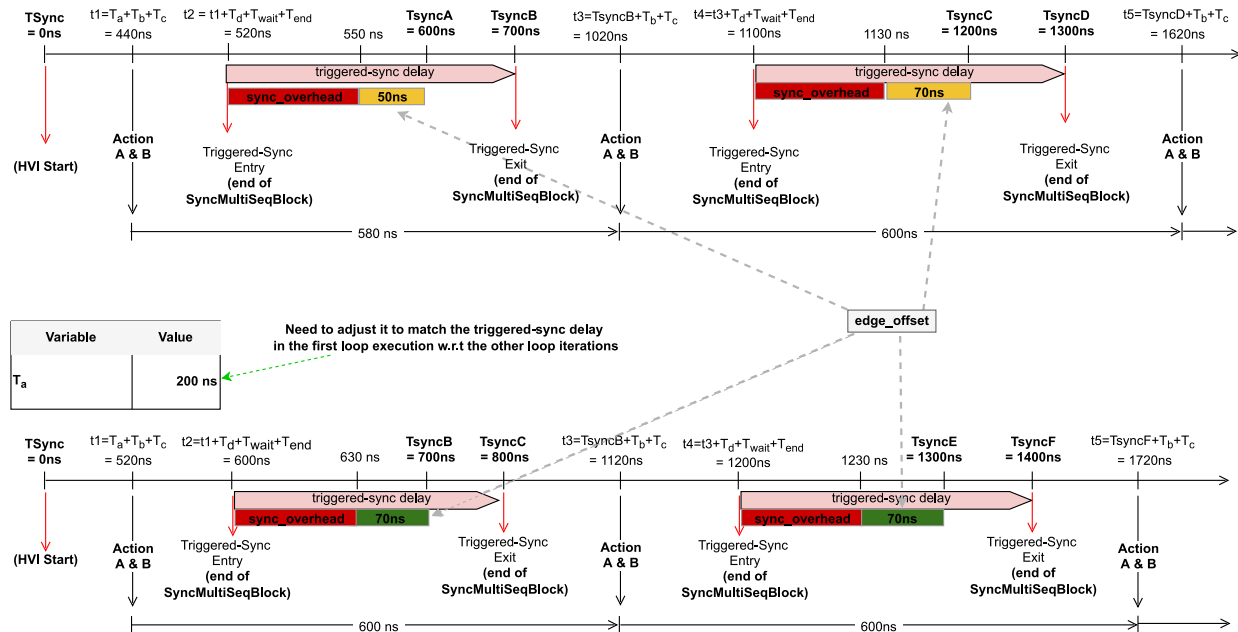 TSync
= 0ns
t1=Ta+Tb+Tc
= 440ns
t2 = t1+Td+Twait+Tend
= 520ns
550 ns
TsyncA
= 600ns
TsyncB
= 700ns
t3=TsyncB+Tb+Tc
= 1020ns
t4=t3+Td+Twait+Tend
= 1100ns
1130 ns
TsyncC
= 1200ns
TsyncD
= 1300ns
t5=TsyncD+Tb+Tc
= 1620ns
triggered-sync delay
triggered-sync delay
sync_overhead
50ns
sync_overhead
70ns
(HVI Start)
Action
A & B
Triggered-Sync
Entry
(end of
SyncMultiSeqBlock)
Triggered-Sync
Exit
(end of
SyncMultiSeqBlock)
Action
A & B
Triggered-Sync
Entry
(end of
SyncMultiSeqBlock)
Triggered-Sync
Exit
(end of
SyncMultiSeqBlock)
Action
A & B
580 ns
600ns
edge_offset
Variable Value
Ta 200 ns
Need to adjust it to match the triggered-sync delay
in the first loop execution w.r.t the other loop iterations
TSync
= 0ns
t1=Ta+Tb+Tc
= 520ns
t2=t1+Td+Twait+Tend
= 600ns
630 ns
TsyncB
= 700ns
TsyncC
= 800ns
t3=TsyncB+Tb+Tc
= 1120ns
t4=t3+Td+Twait+Tend
= 1200ns
1230 ns
TsyncE
= 1300ns
TsyncF
= 1400ns
t5=TsyncF+Tb+Tc
= 1720ns
triggered-sync delay
triggered-sync delay
sync_overhead
70ns
sync_overhead
70ns
(HVI Start)
Action
A & B
Triggered-Sync
Entry
(end of
SyncMultiSeqBlock)
Triggered-Sync
Exit
(end of
SyncMultiSeqBlock)
Action
A & B
Triggered-Sync
Entry
(end of
SyncMultiSeqBlock)
Triggered-Sync
Exit
(end of
SyncMultiSeqBlock)
Action
A & B
600 ns
600ns